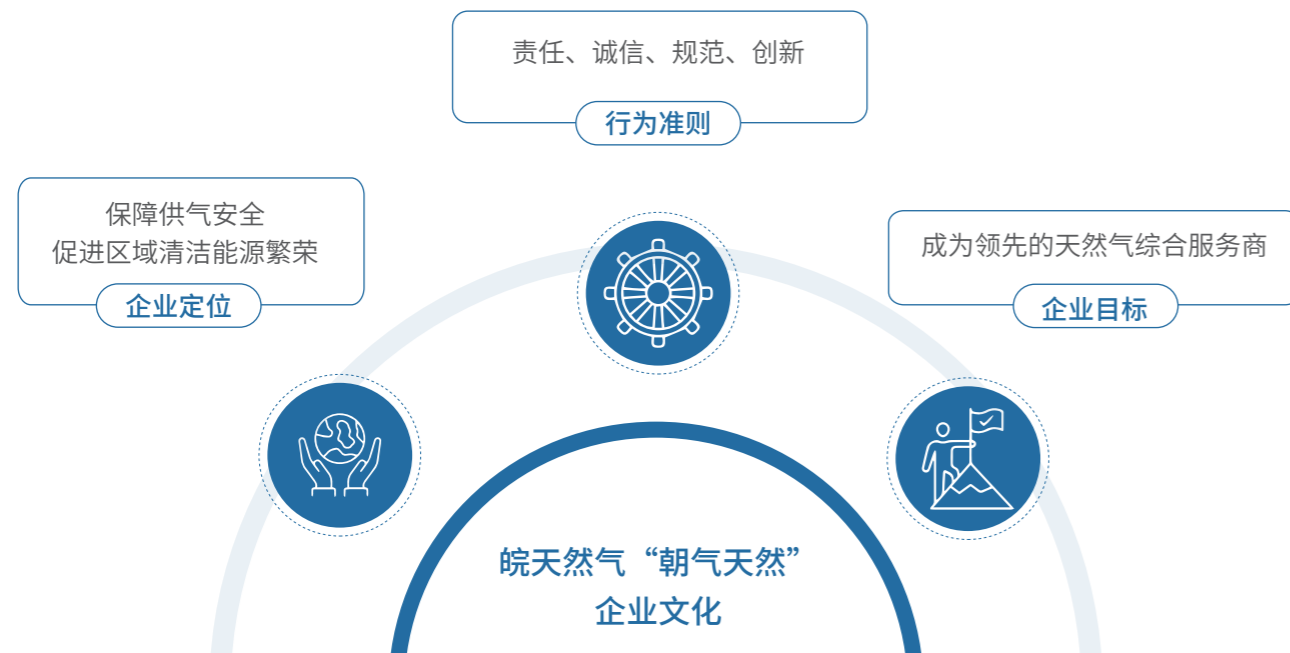 责任、诚信、规范、创新
行为准则
保障供气安全
促进区域清洁能源繁荣
企业定位
成为领先的天然气综合服务商
企业目标
皖天然气“朝气天然”
企业文化